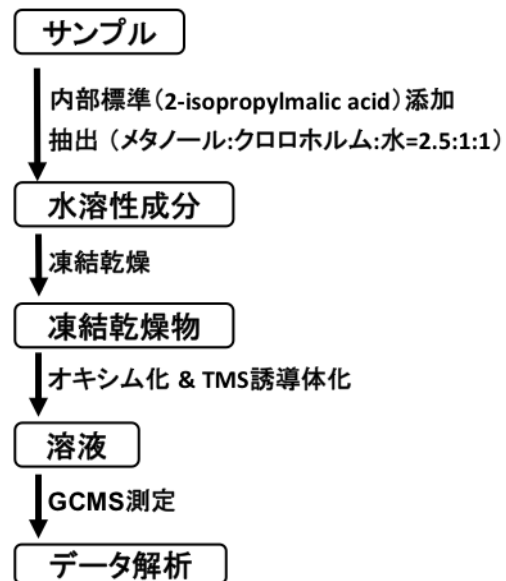 サンプル
内部標準（2-isopropylmalic acid）添加
抽出（メタノール:クロロホルム:水=2.5:1:1）
水溶性成分
凍結乾燥
凍結乾燥物
オキシム化 & TMS誘導体化
溶液
GCMS測定
データ解析